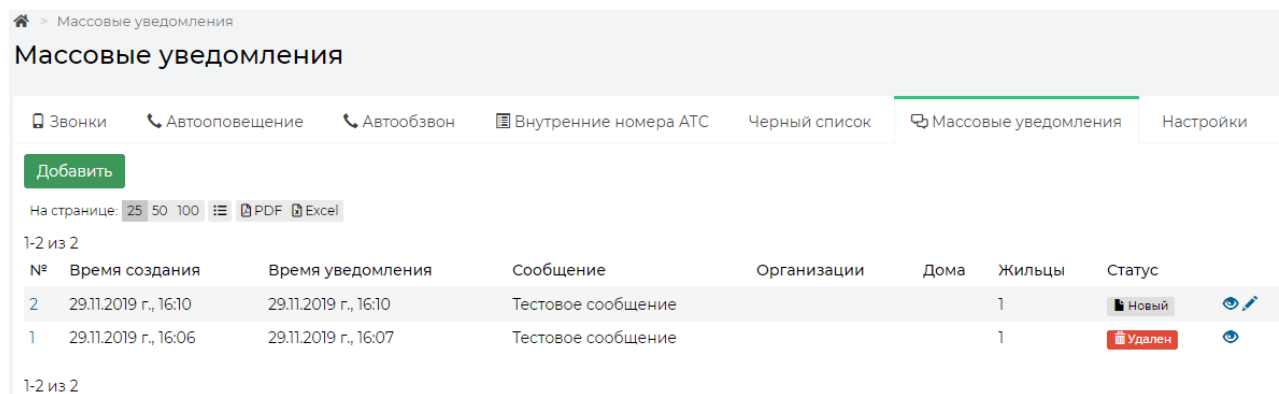 > Массовые уведомления
Массовые уведомления
Звонки Автооповещение Автообзвон Внутренние номера АТС Черный список Массовые уведомления Настройки
Добавить
На странице: 25 50 100 PDF Excel
1-2 из 2
№ Время создания Время уведомления Сообщение Организации Дома Жильцы Статус
2 29.11.2019 г., 16:10 29.11.2019 г., 16:10 Тестовое сообщение 1 Новый
1 29.11.2019 г., 16:06 29.11.2019 г., 16:07 Тестовое сообщение 1 Удален
1-2 из 2